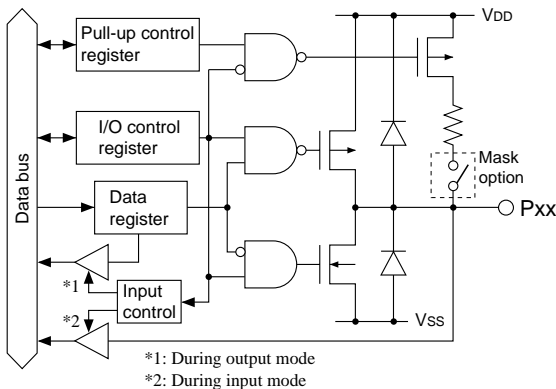 Pull-up control
register
VDD
I/O control
register
Mask
option
Data bus
Data
register
Pxx
*1
Input
control
*2
VSS
*1: During output mode
*2: During input mode